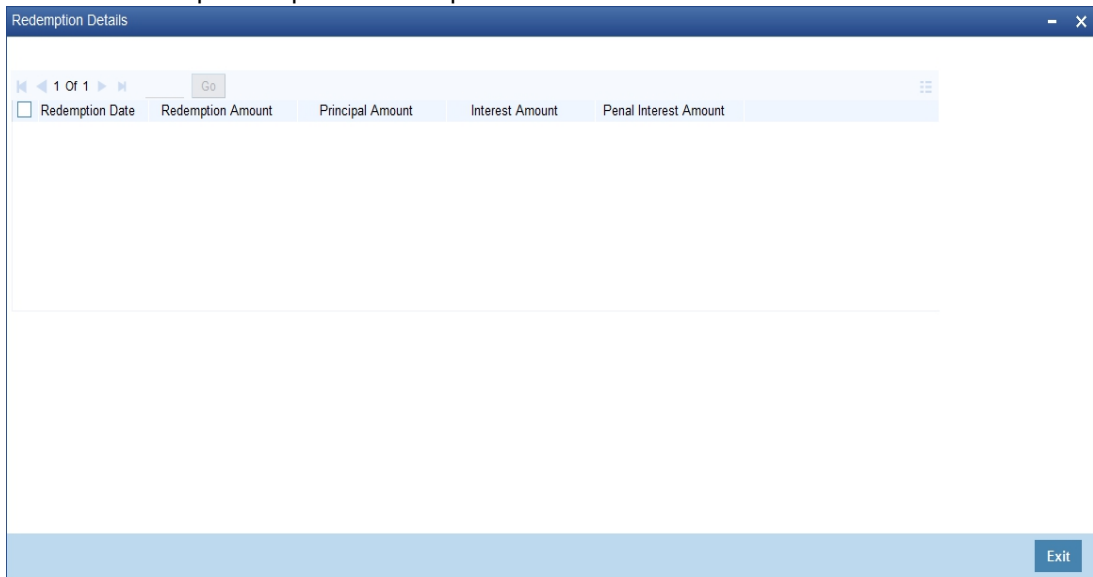 Redemption Details
1 Of 1 Go
Redemption Date Redemption Amount Principal Amount Interest Amount Penal Interest Amount
Exit